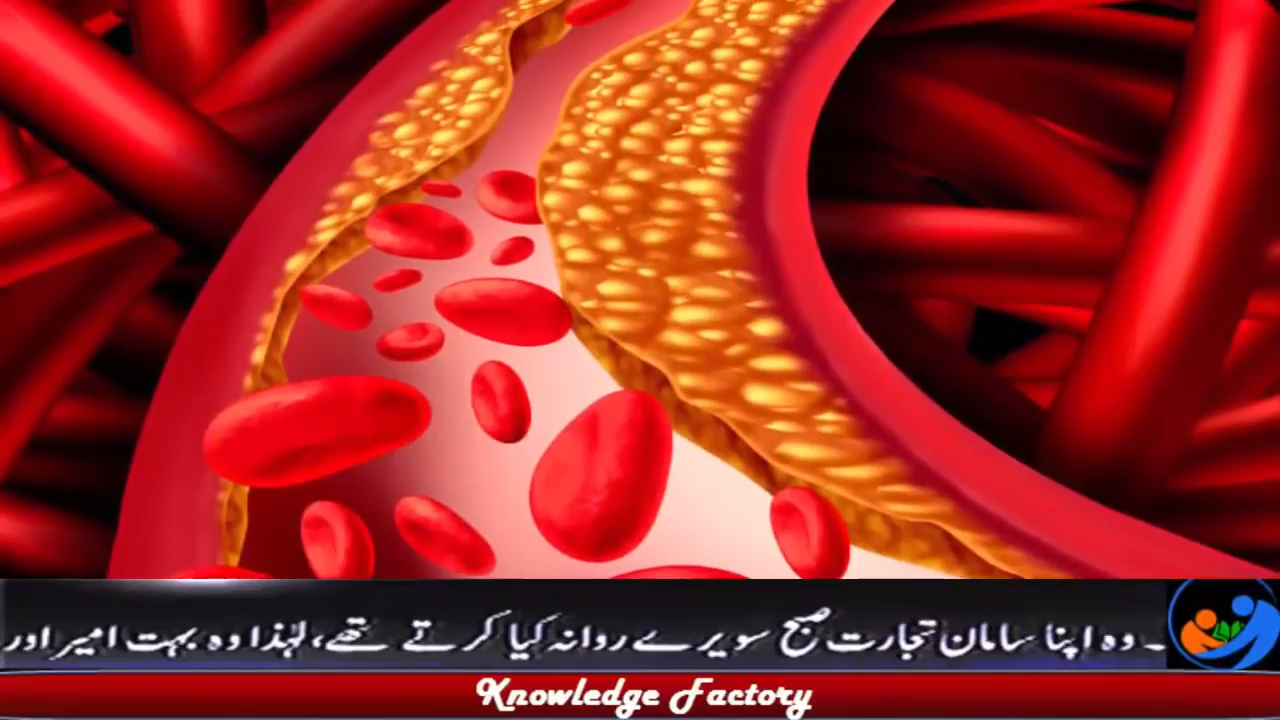 ۔ وہ اپنا سامان تجارت صبح سویرے روانہ کیا کرتے تھے، لہٰذا وہ بہت امیر اور
Knowledge Factory